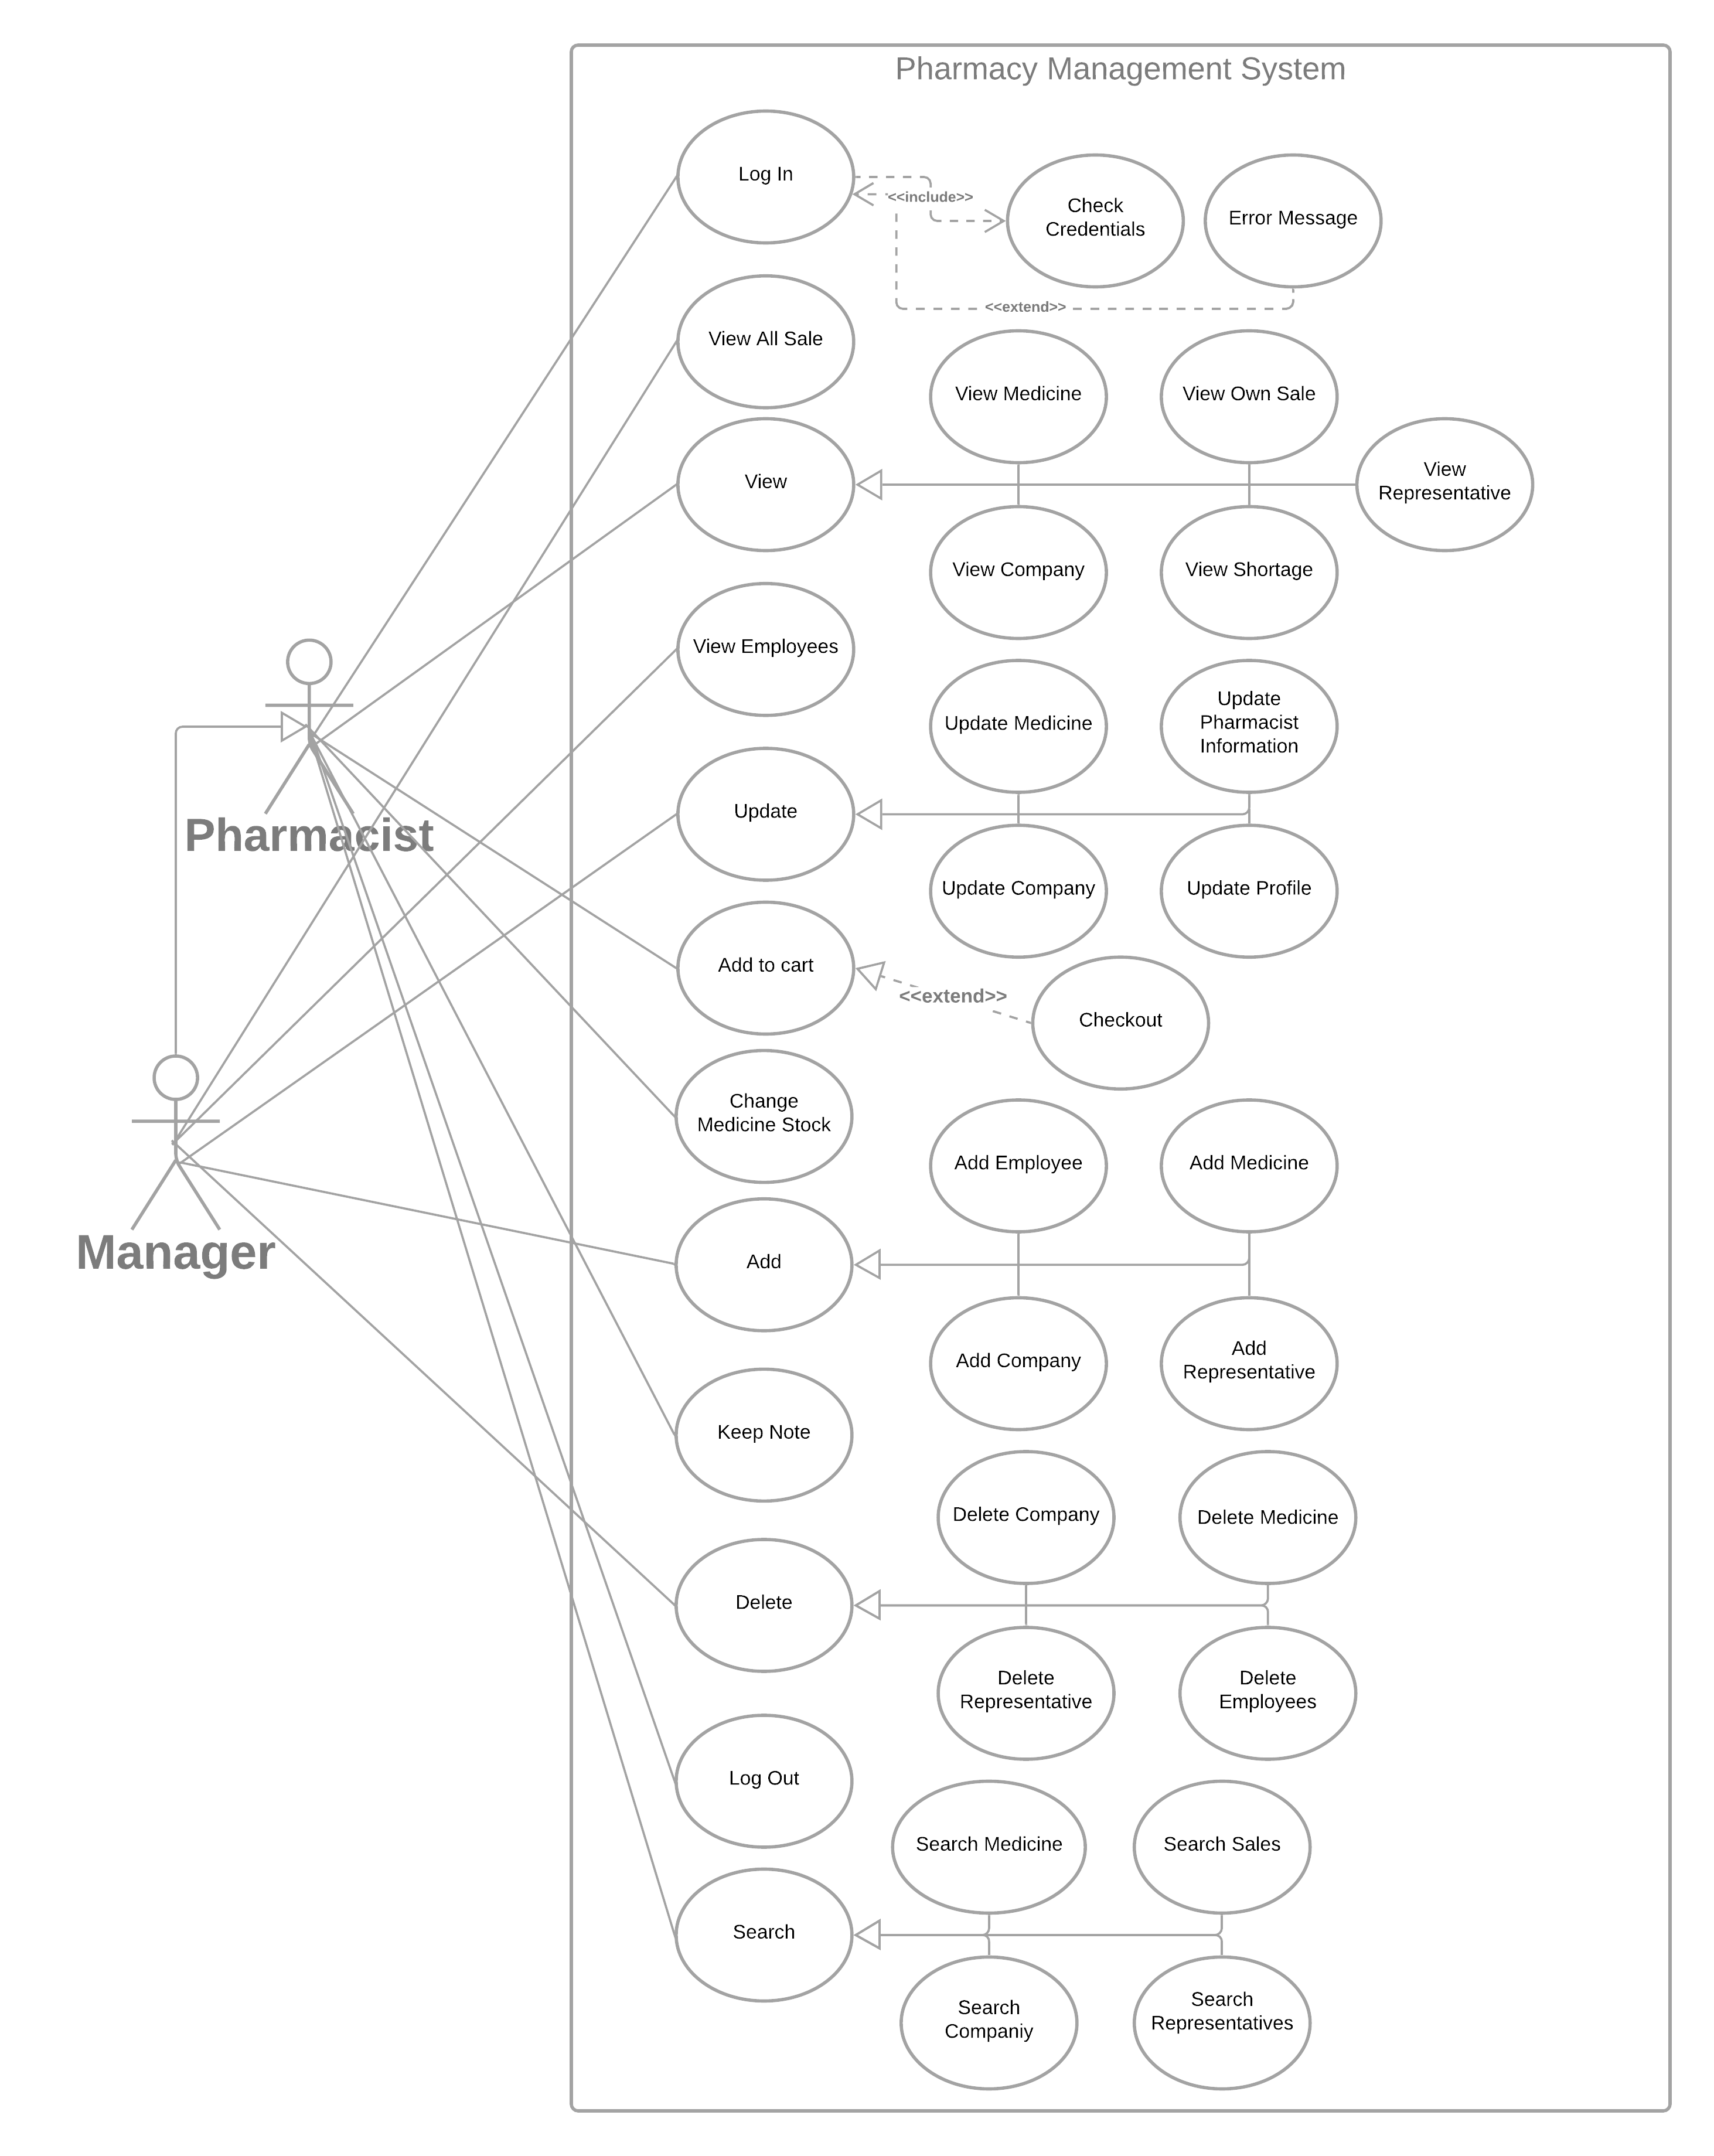 Pharmacy Management System
Log In
<<include>>
Check
Credentials
Error Message
<<extend>>
View All Sale
View Medicine
View Own Sale
View
View
Representative
View Company
View Shortage
View Employees
Update Medicine
Update
Pharmacist
Information
Pharmacist
Update
Update Company
Update Profile
Add to cart
<<extend>>
Checkout
Change
Medicine Stock
Add Employee
Add Medicine
Manager
Add
Add Company
Add
Representative
Keep Note
Delete Company
Delete Medicine
Delete
Delete
Representative
Delete
Employees
Log Out
Search Medicine
Search Sales
Search
Search
Companiy
Search
Representatives